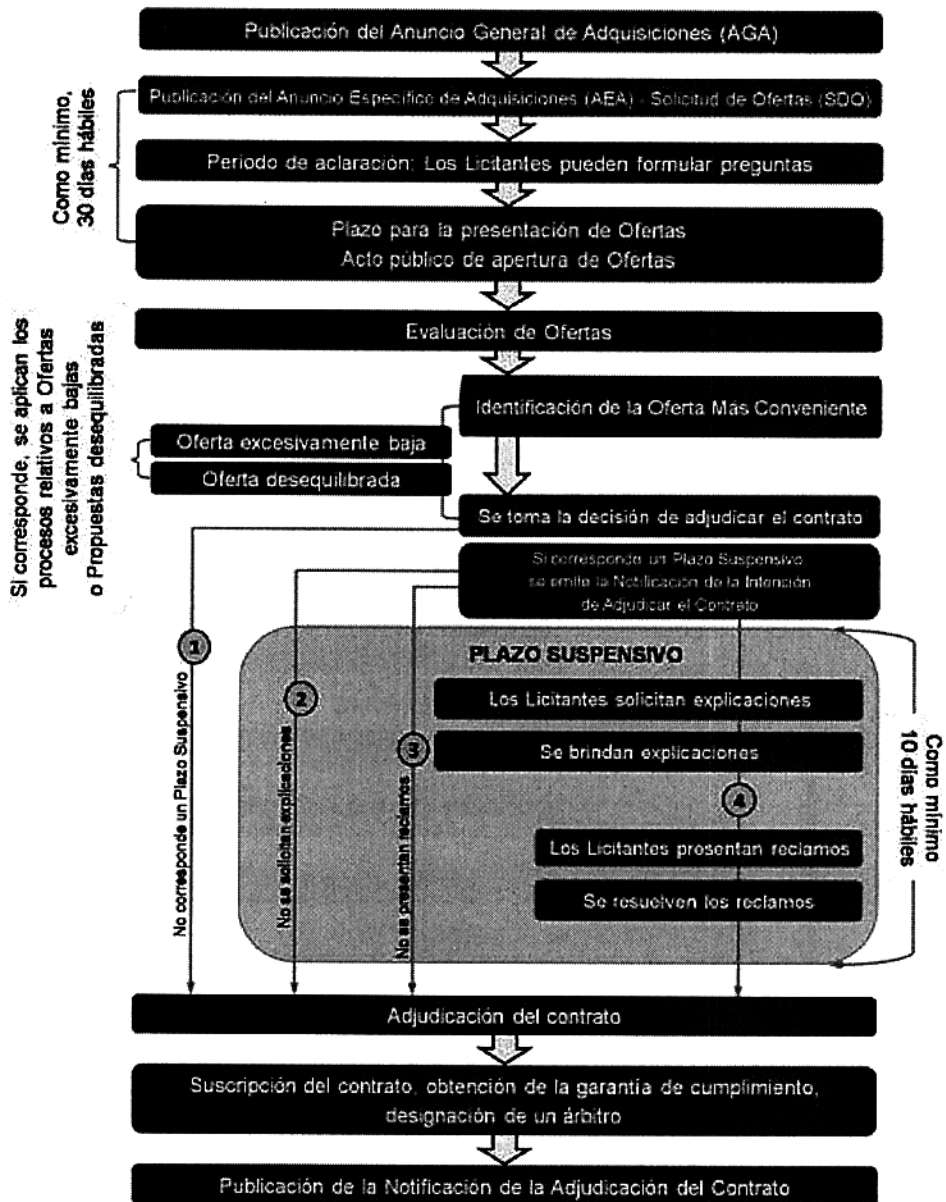 Publicación del Anuncio General de Adquisiciones (AGA)
Como mínimo,
30 días hábiles
Publicación del Anuncio Específico de Adquisiciones (AEA) - Solicitud de Ofertas (SDO)
Periodo de aclaración: Los Licitantes pueden formular preguntas
Plazo para la presentación de Ofertas
Acto público de apertura de Ofertas
Evaluación de Ofertas
Si corresponde, se aplican los
procesos relativos a Ofertas
excesivamente bajas
o Propuestas desequilibradas
Identificación de la Oferta Más Conveniente
Oferta excesivamente baja
Oferta desequilibrada
Se toma la decisión de adjudicar el contrato
Si corresponde un Plazo Suspensivo
se emite la Notificación de la Intención
de Adjudicar el Contrato
1
No corresponde un Plazo Suspensivo
2
No se solicitan explicaciones
3
No se presentan reclamos
PLAZO SUSPENSIVO
Los Licitantes solicitan explicaciones
Se brindan explicaciones
4
Los Licitantes presentan reclamos
Se resuelven los reclamos
Como mínimo
10 días hábiles
Adjudicación del contrato
Suscripción del contrato, obtención de la garantía de cumplimiento,
designación de un árbitro
Publicación de la Notificación de la Adjudicación del Contrato